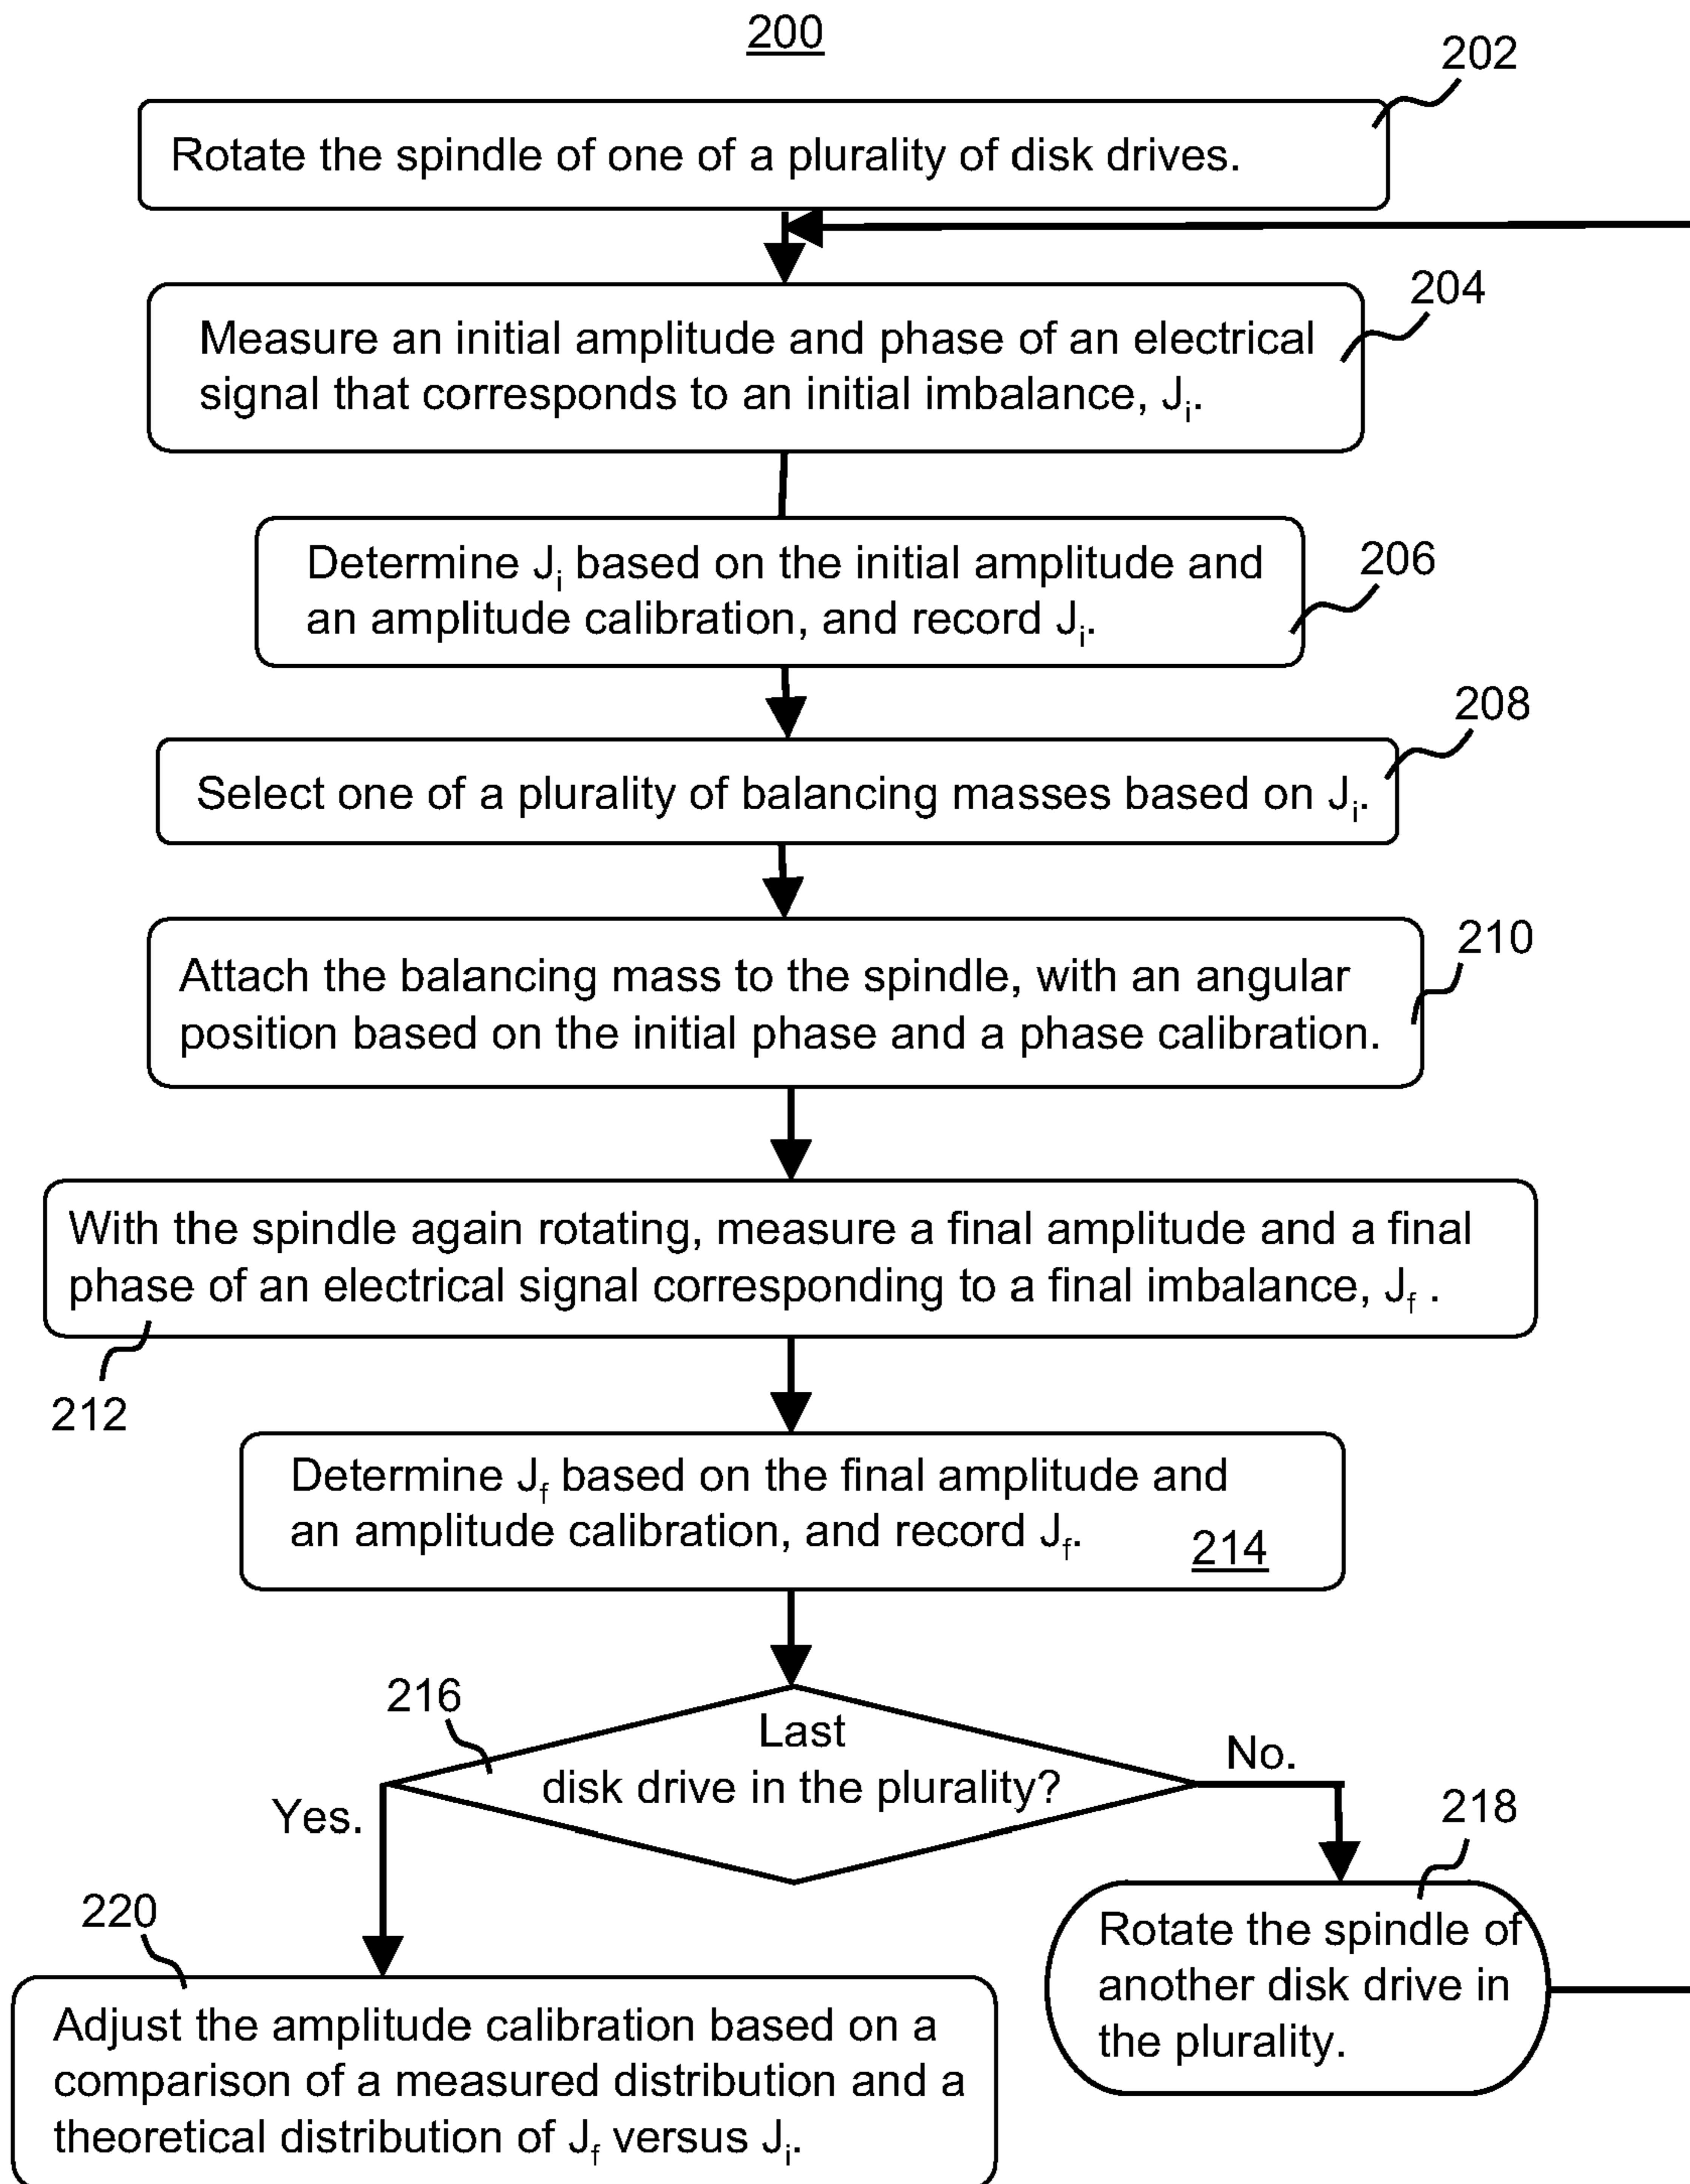 200
202
Rotate the spindle of one of a plurality of disk drives.
204
Measure an initial amplitude and phase of an electrical
signal that corresponds to an initial imbalance, Jᵢ.
206
Determine Jᵢ based on the initial amplitude and
an amplitude calibration, and record Jᵢ.
208
Select one of a plurality of balancing masses based on Jᵢ.
210
Attach the balancing mass to the spindle, with an angular
position based on the initial phase and a phase calibration.
With the spindle again rotating, measure a final amplitude and a final
phase of an electrical signal corresponding to a final imbalance, J_f .
212
Determine J_f based on the final amplitude and
an amplitude calibration, and record J_f.
214
216
Last
disk drive in the plurality?
No.
Yes.
218
Rotate the spindle of
another disk drive in
the plurality.
220
Adjust the amplitude calibration based on a
comparison of a measured distribution and a
theoretical distribution of J_f versus Jᵢ.